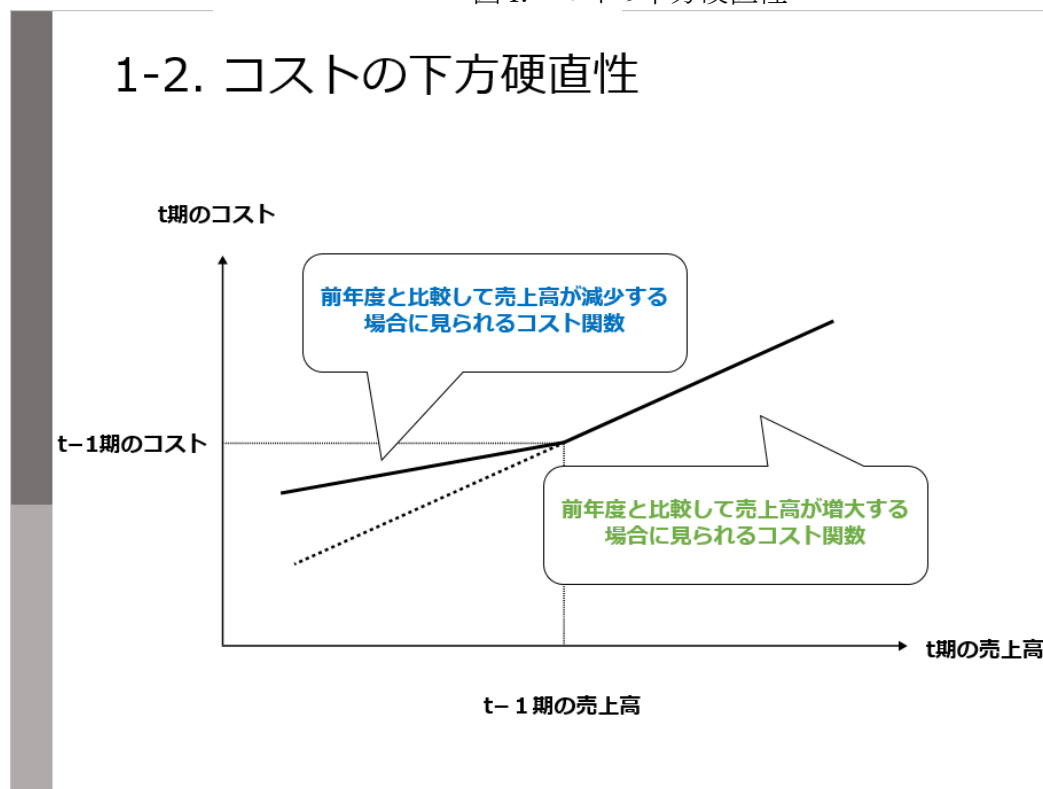 1-2. コストの下方硬直性
t期のコスト
前年度と比較して売上高が減少する
場合に見られるコスト関数
t−1期のコスト
前年度と比較して売上高が増大する
場合に見られるコスト関数
t期の売上高
t−１期の売上高